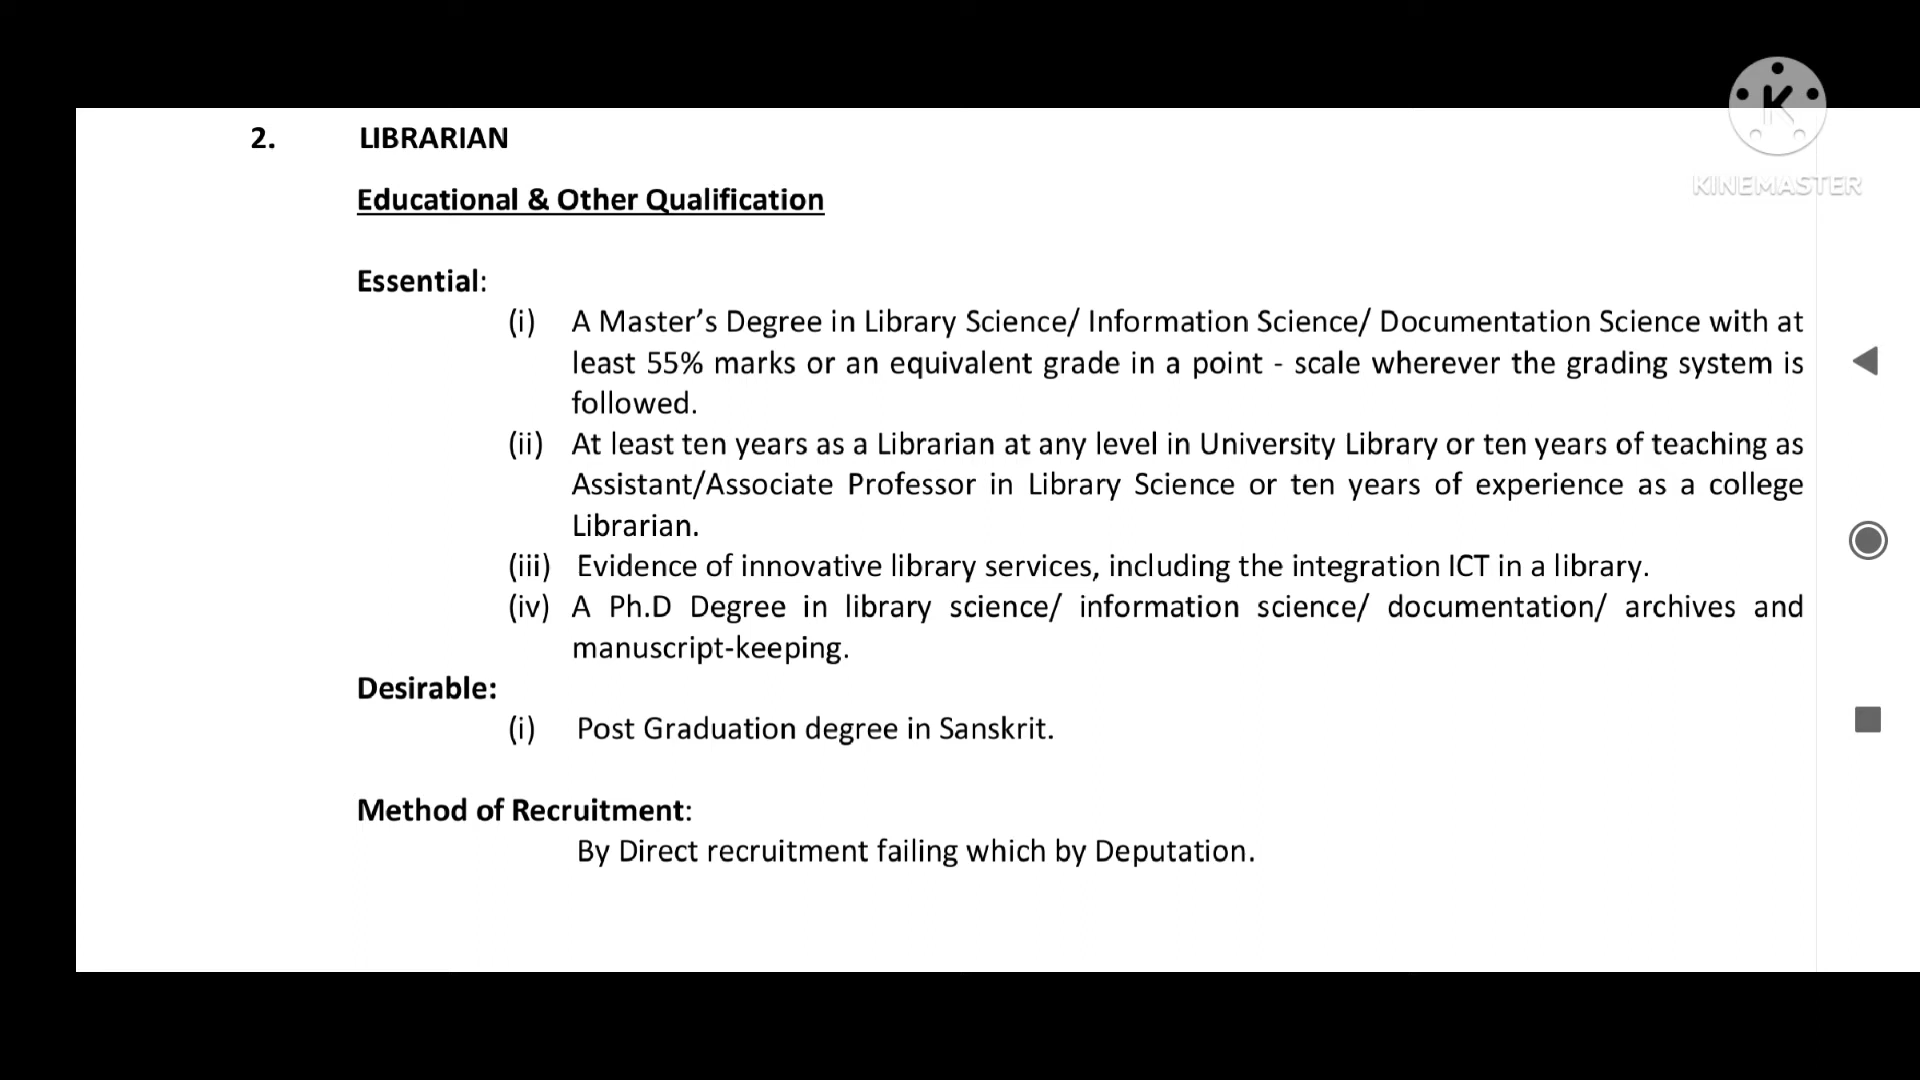 2. LIBRARIAN
Educational & Other Qualification
Essential:
(i) A Master’s Degree in Library Science/ Information Science/ Documentation Science with at
least 55% marks or an equivalent grade in a point - scale wherever the grading system is
followed.
(ii) At least ten years as a Librarian at any level in University Library or ten years of teaching as
Assistant/Associate Professor in Library Science or ten years of experience as a college
Librarian.
(iii) Evidence of innovative library services, including the integration ICT in a library.
(iv) A Ph.D Degree in library science/ information science/ documentation/ archives and
manuscript-keeping.
Desirable:
(i) Post Graduation degree in Sanskrit.
Method of Recruitment:
By Direct recruitment failing which by Deputation.
K
KINEMASTER